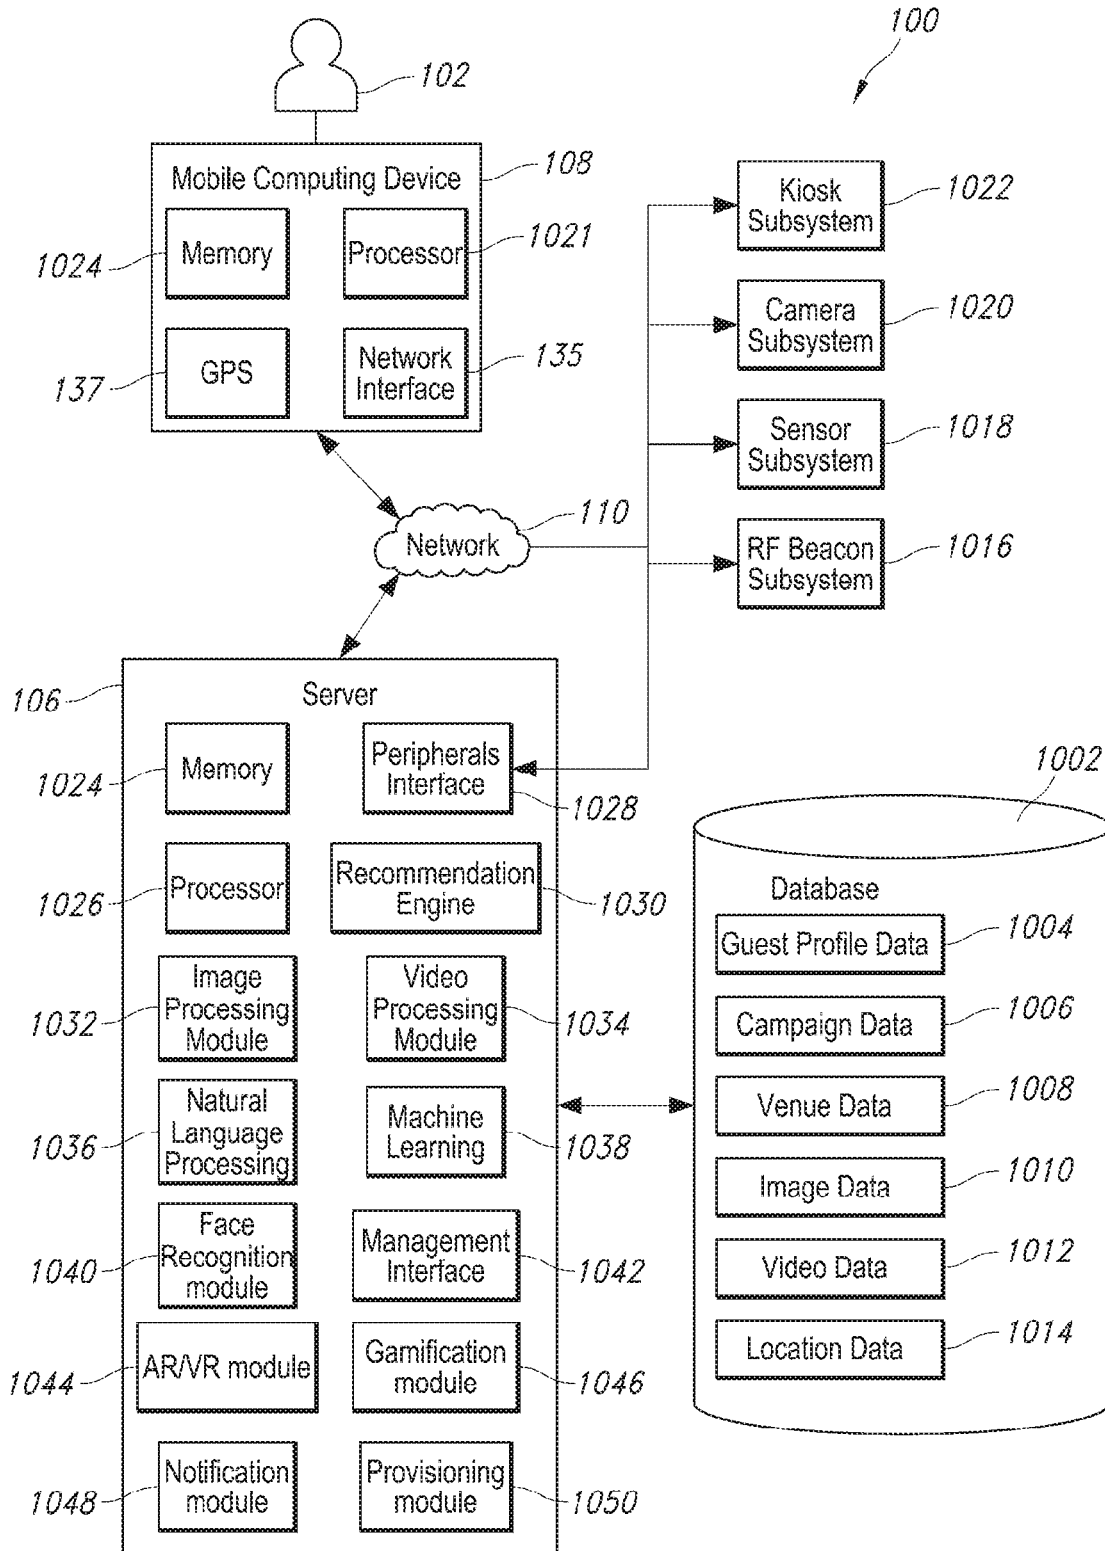 100
102
Mobile Computing Device
108
1024
Memory
Processor
1021
137
GPS
Network
Interface
135
Kiosk
Subsystem
1022
Camera
Subsystem
1020
Sensor
Subsystem
1018
RF Beacon
Subsystem
1016
Network
110
106
Server
1024
Memory
Peripherals
Interface
1028
1026
Processor
Recommendation
Engine
1030
1032
Image
Processing
Module
Video
Processing
Module
1034
1036
Natural
Language
Processing
Machine
Learning
1038
1040
Face
Recognition
module
Management
Interface
1042
1044
AR/VR module
Gamification
module
1046
1048
Notification
module
Provisioning
module
1050
1002
Database
Guest Profile Data
1004
Campaign Data
1006
Venue Data
1008
Image Data
1010
Video Data
1012
Location Data
1014